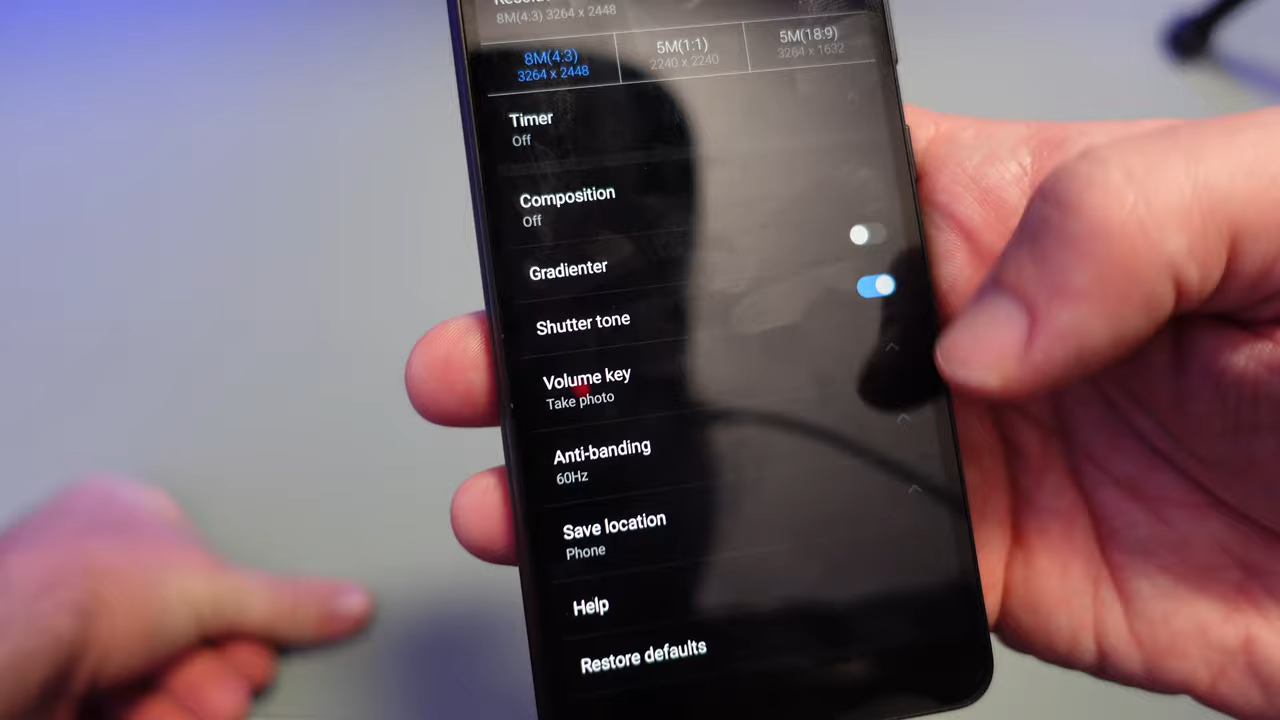 8M(4:3) 3264 x 2448
8M(4:3)
3264 x 2448
5M(1:1)
2240 x 2240
5M(18:9)
3264 x 1632
Timer
Off
Composition
Off
Gradienter
Shutter tone
Volume key
Take photo
Anti-banding
60Hz
Save location
Phone
Help
Restore defaults